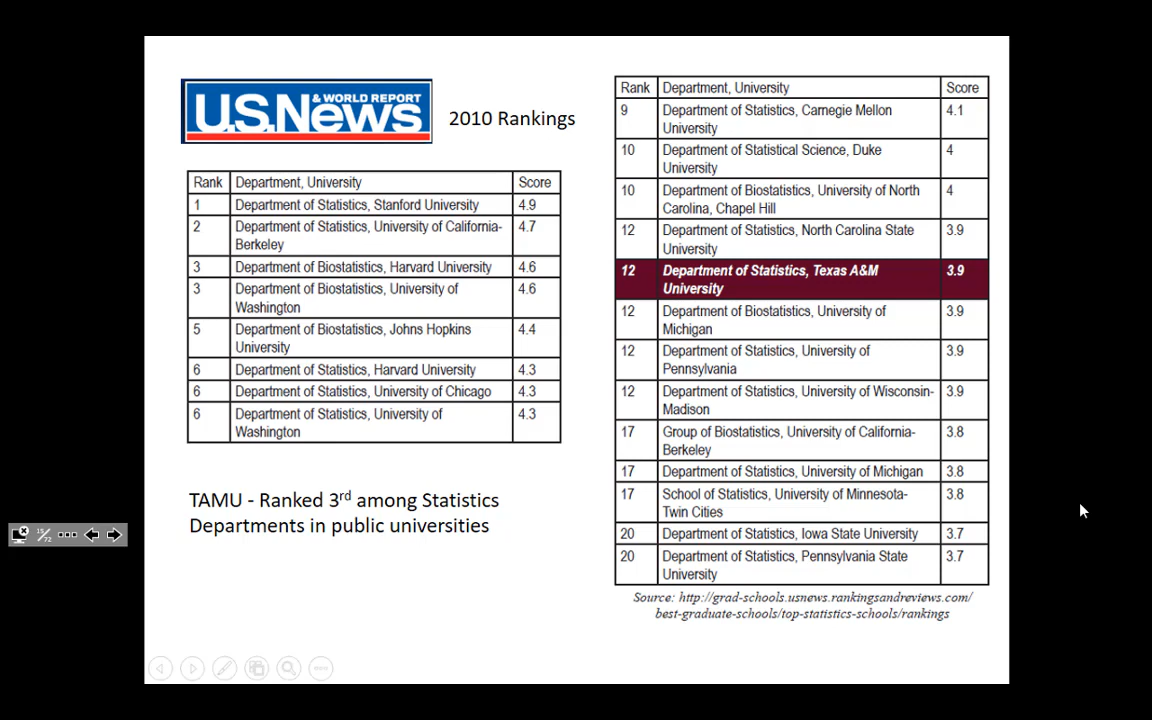 U.S.News
& WORLD REPORT
2010 Rankings
Rank Department, University Score
1 Department of Statistics, Stanford University 4.9
2 Department of Statistics, University of California- 4.7
Berkeley
3 Department of Biostatistics, Harvard University 4.6
3 Department of Biostatistics, University of 4.6
Washington
5 Department of Biostatistics, Johns Hopkins 4.4
University
6 Department of Statistics, Harvard University 4.3
6 Department of Statistics, University of Chicago 4.3
6 Department of Statistics, University of 4.3
Washington
TAMU - Ranked 3rd among Statistics
Departments in public universities
Rank Department, University Score
9 Department of Statistics, Carnegie Mellon 4.1
University
10 Department of Statistical Science, Duke 4
University
10 Department of Biostatistics, University of North 4
Carolina, Chapel Hill
12 Department of Statistics, North Carolina State 3.9
University
12 Department of Statistics, Texas A&M 3.9
University
12 Department of Biostatistics, University of 3.9
Michigan
12 Department of Statistics, University of 3.9
Pennsylvania
12 Department of Statistics, University of Wisconsin- 3.9
Madison
17 Group of Biostatistics, University of California- 3.8
Berkeley
17 Department of Statistics, University of Michigan 3.8
17 School of Statistics, University of Minnesota- 3.8
Twin Cities
20 Department of Statistics, Iowa State University 3.7
20 Department of Statistics, Pennsylvania State 3.7
University
Source: http://grad-schools.usnews.rankingsandreviews.com/
best-graduate-schools/top-statistics-schools/rankings
15/72